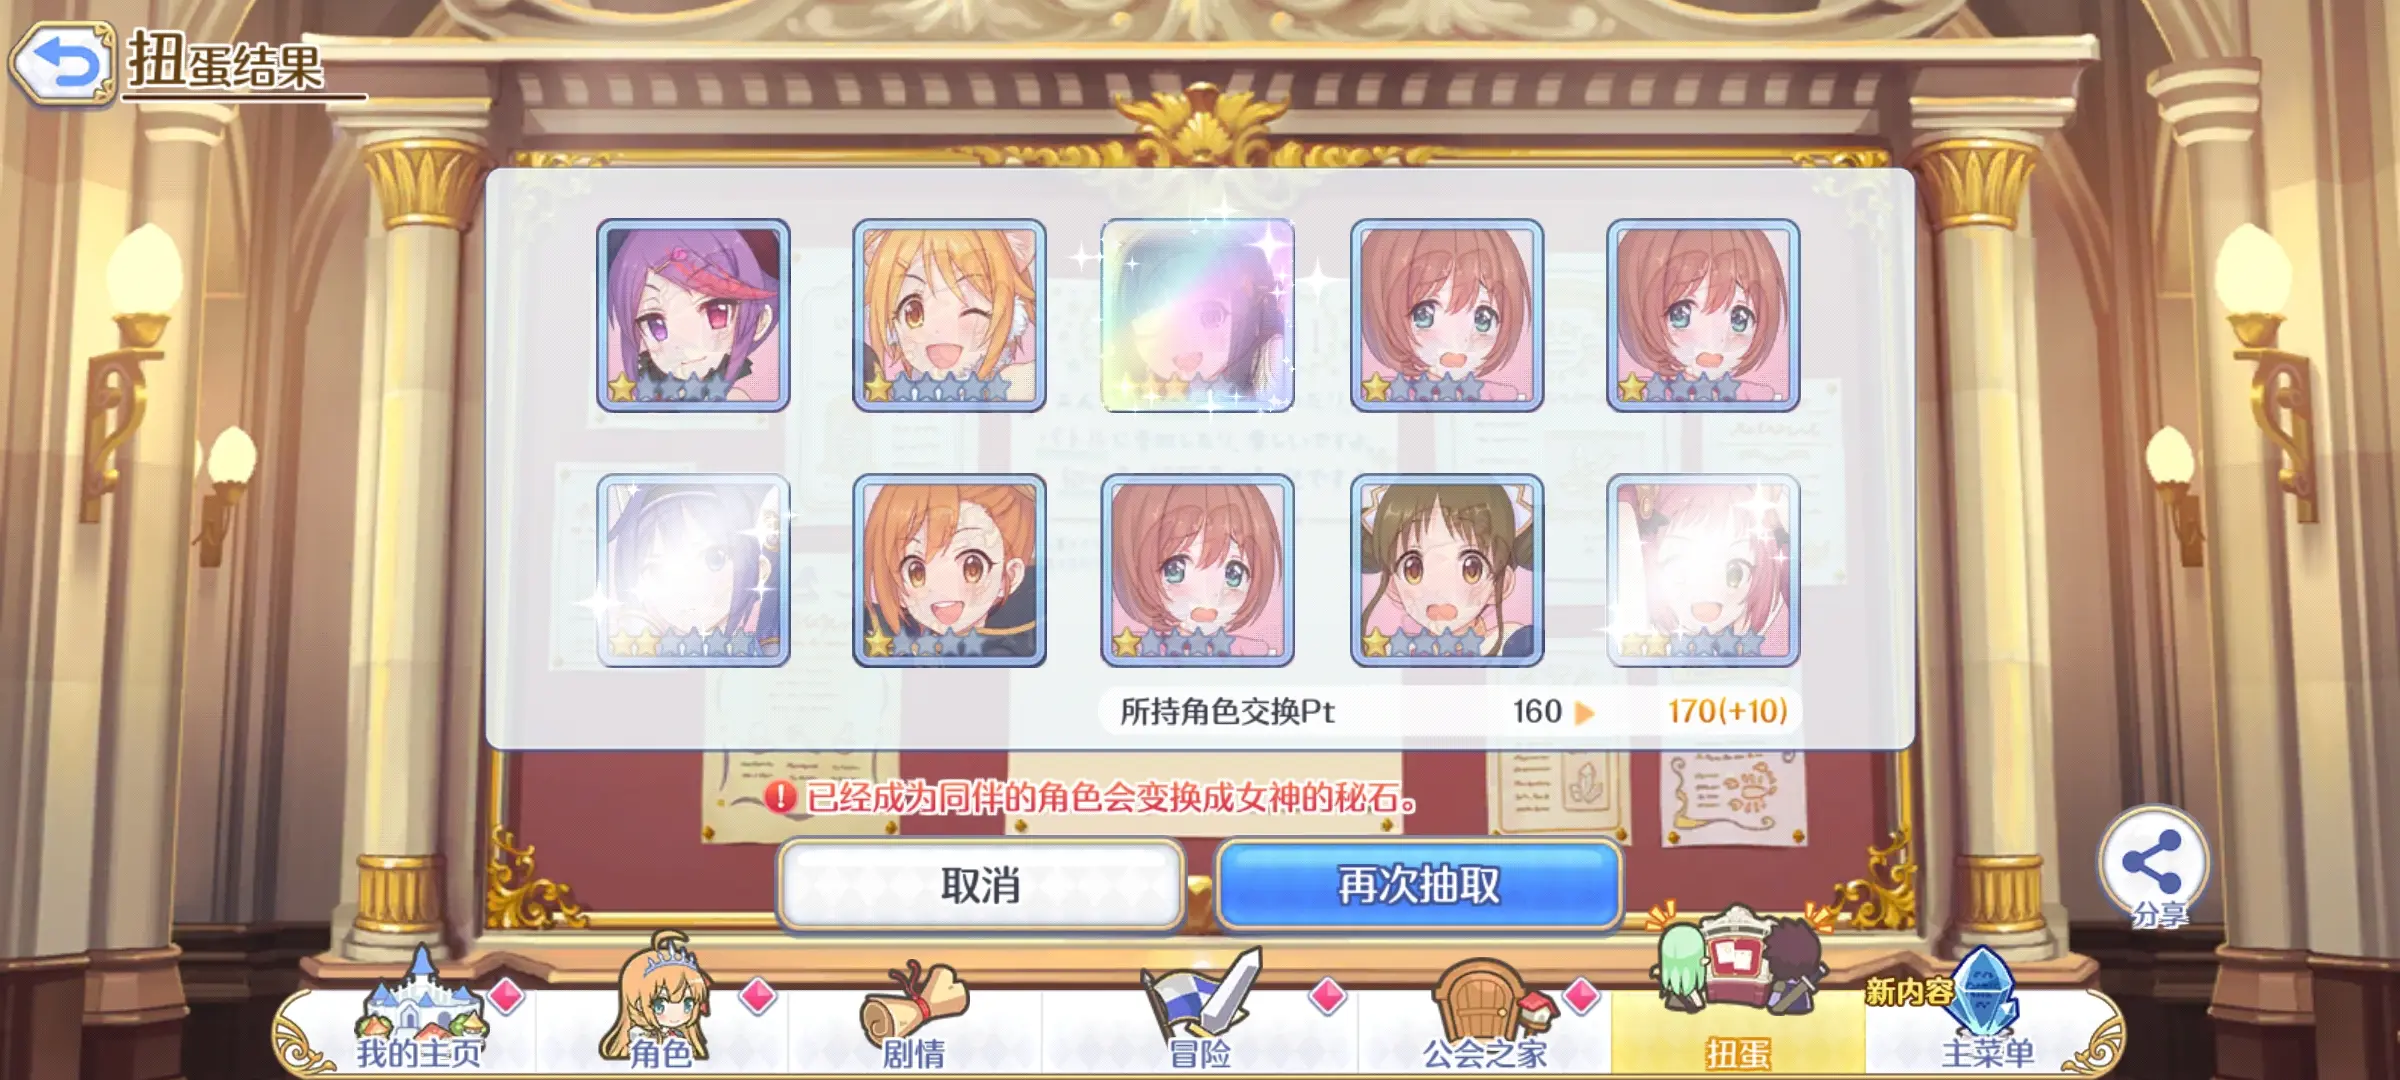 扭蛋结果
所持角色交换Pt 160 170(+10)
已经成为同伴的角色会变换成女神的秘石。
取消
再次抽取
分享
新内容
我的主页
角色
剧情
冒险
公会之家
扭蛋
主菜单